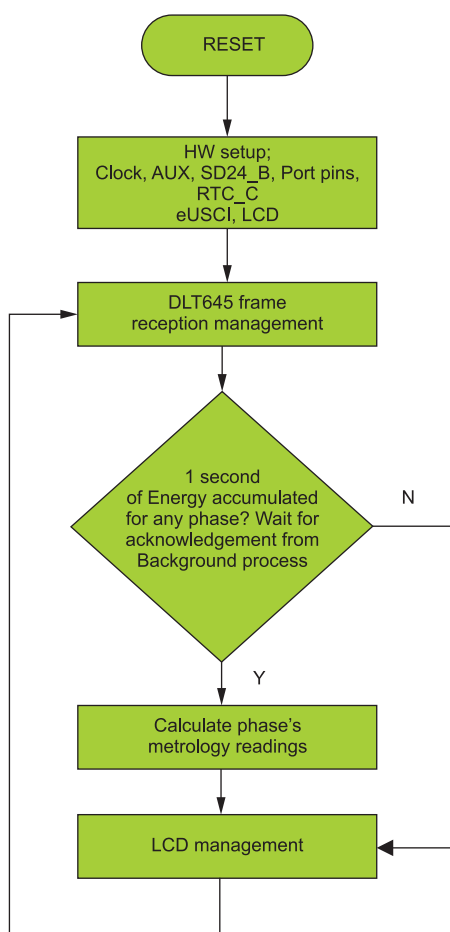 RESET
HW setup;
Clock, AUX, SD24_B, Port pins,
RTC_C
eUSCI, LCD
DLT645 frame
reception management
1 second
of Energy accumulated
for any phase? Wait for
acknowledgement from
Background process
N
Y
Calculate phase's
metrology readings
LCD management